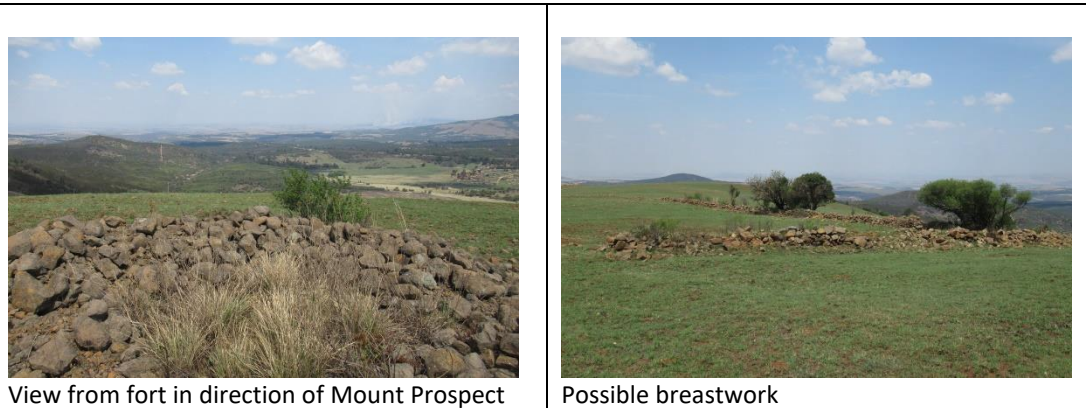 View from fort in direction of Mount Prospect
Possible breastwork